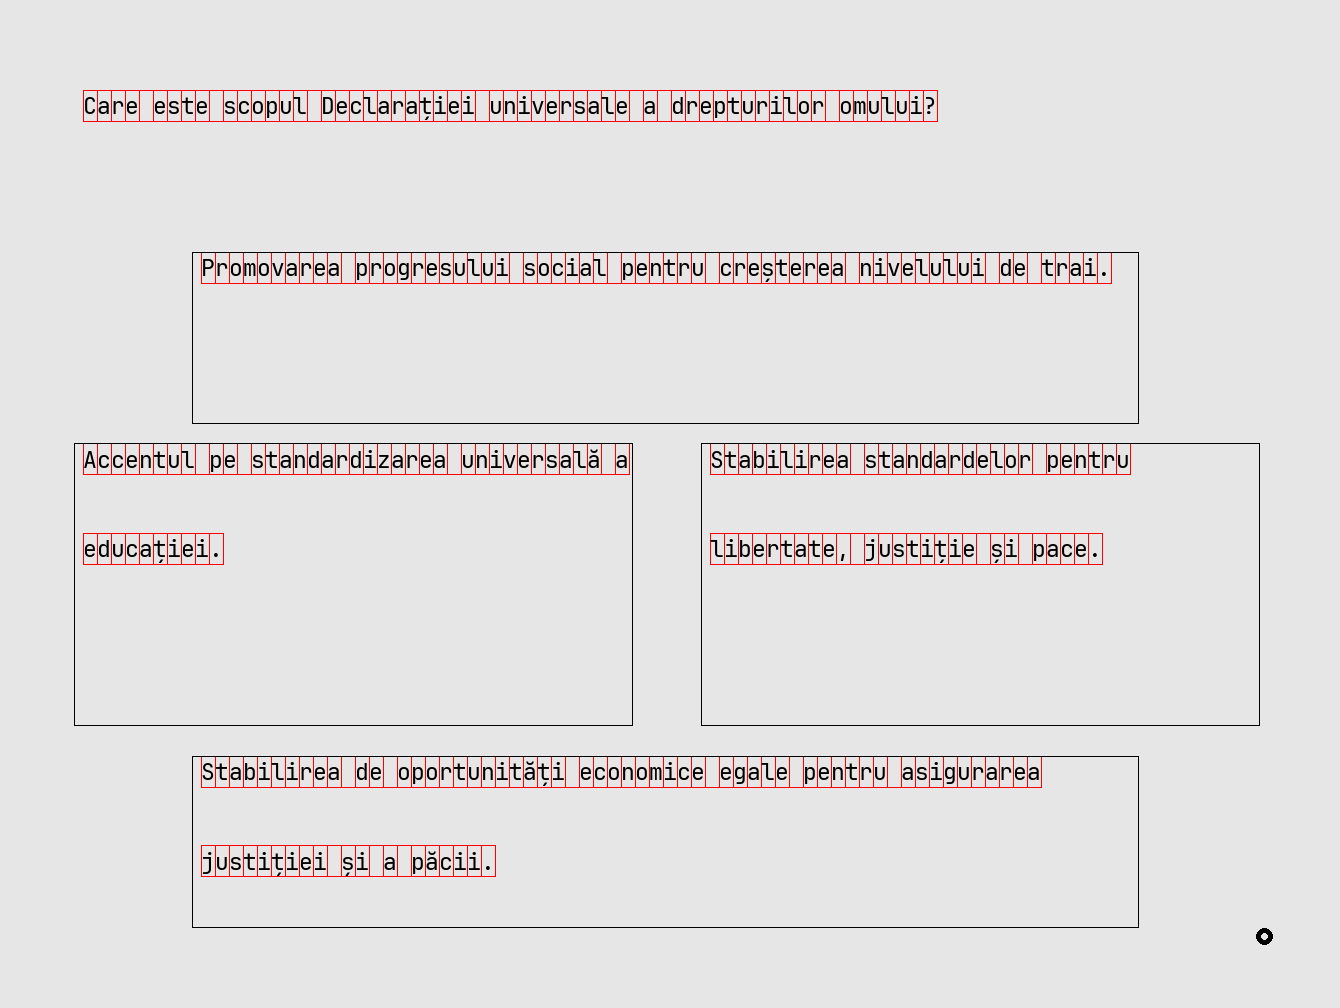 Care este scopul Declarației universale a drepturilor omului?
Promovarea progresului social pentru creșterea nivelului de trai.
Accentul pe standardizarea universală a
educației.
Stabilirea standardelor pentru
libertate, justiție și pace.
Stabilirea de oportunități economice egale pentru asigurarea
justiției și a păcii.